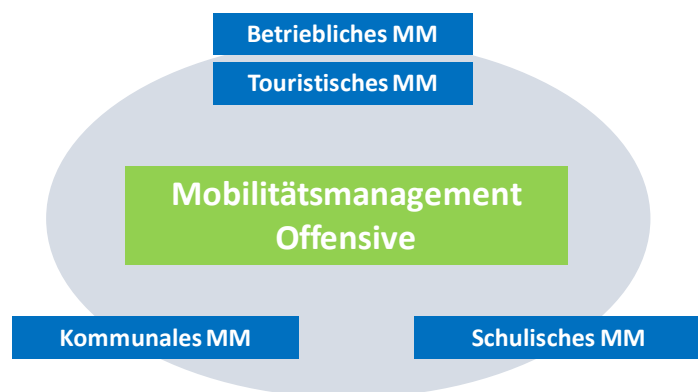 Betriebliches MM
Touristisches MM
Mobilitätsmanagement
Offensive
Kommunales MM
Schulisches MM